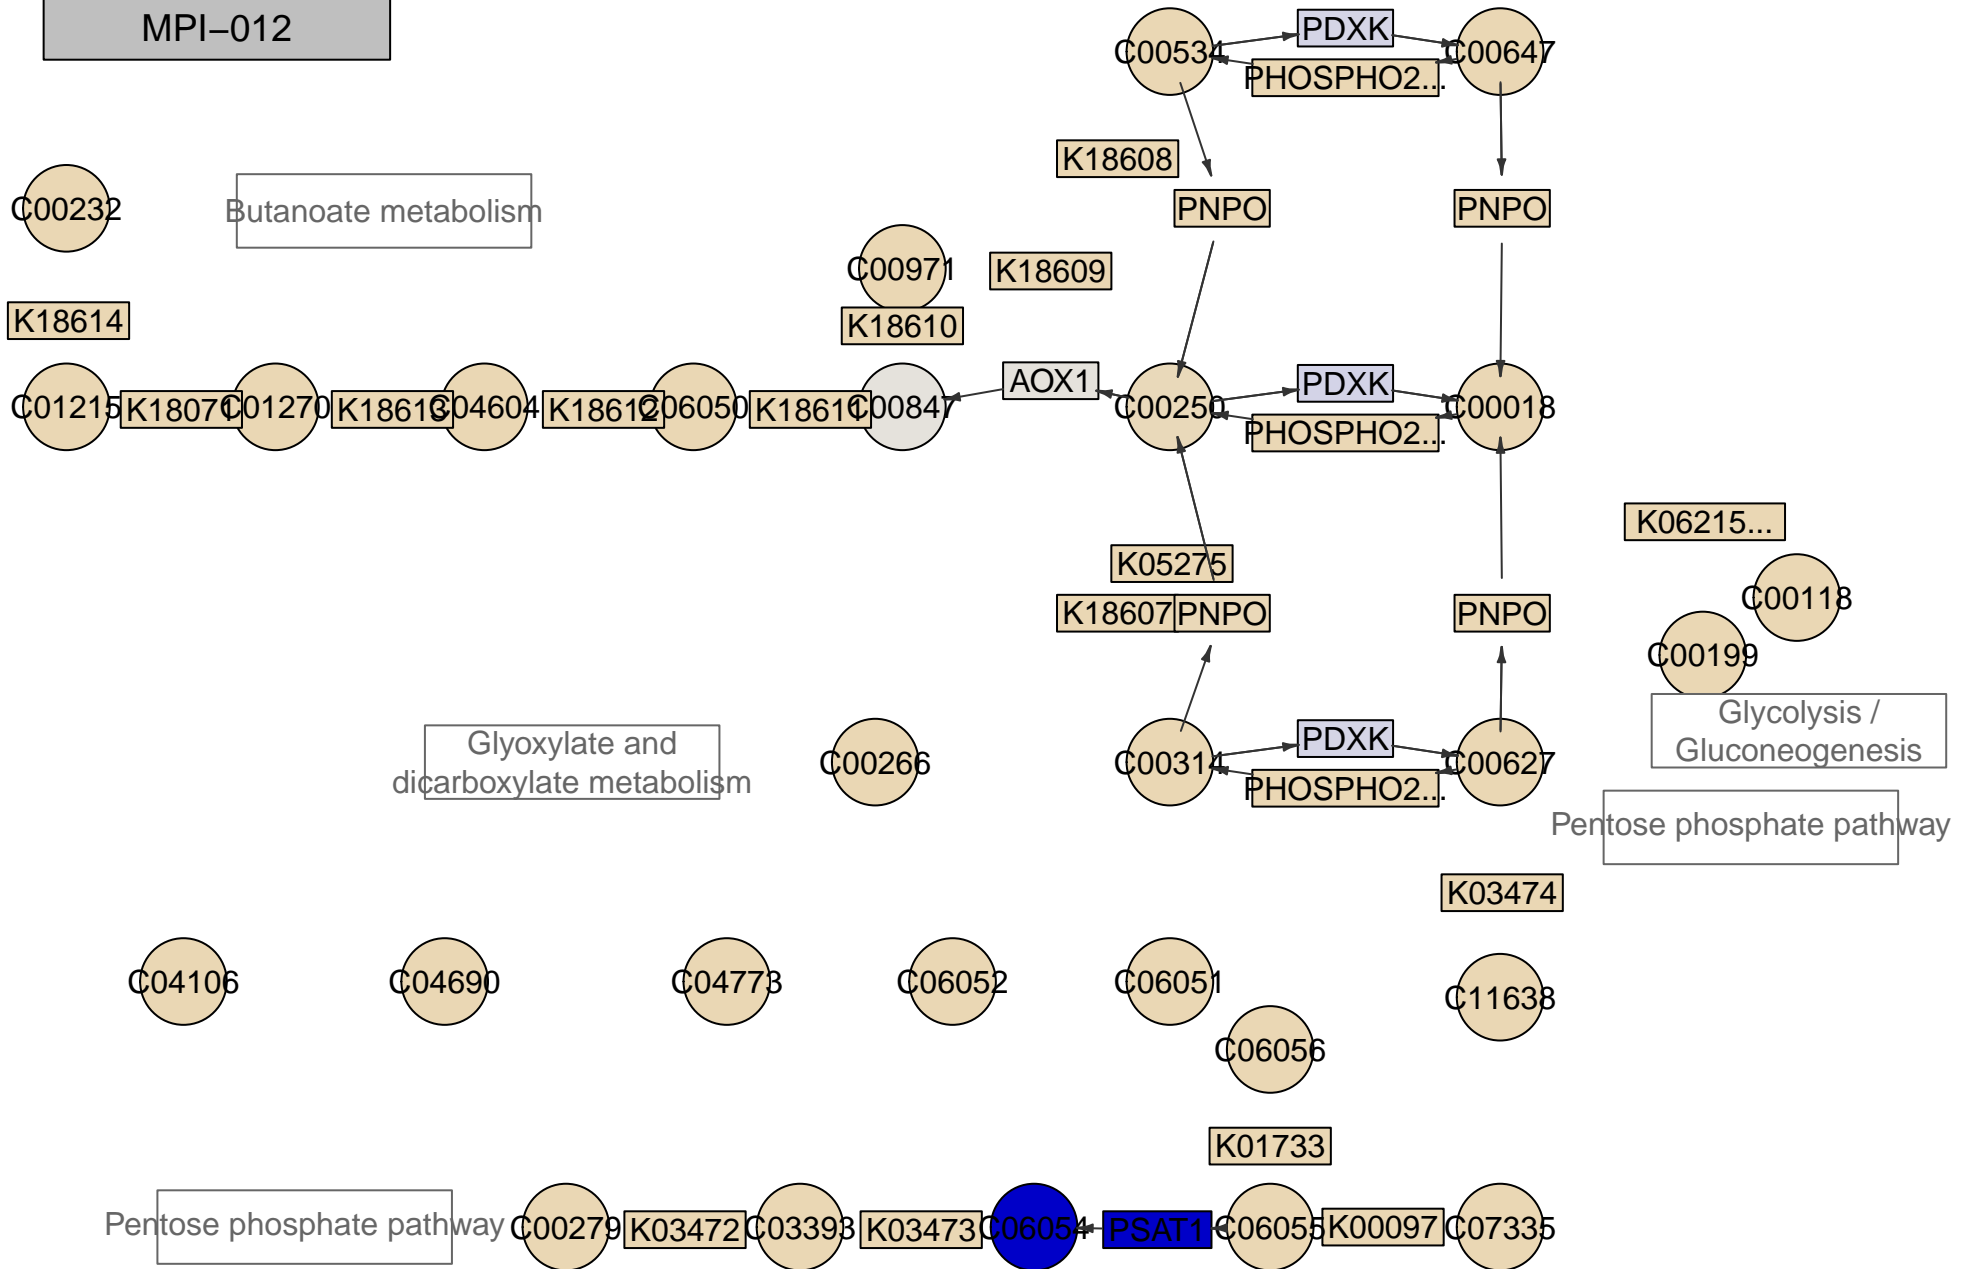 MPI–012
C00534
PDXK
C00647
PHOSPHO2...
K18608
C00232
Butanoate metabolism
PNPO
PNPO
C00971
K18609
K18614
K18610
AOX1
PDXK
C01215
K18071
C01270
K18613
C04604
K18612
C06050
K18611
C00847
C00250
C00018
PHOSPHO2...
K06215...
K05275
C00118
K18607
PNPO
PNPO
C00199
Glycolysis /
Gluconeogenesis
Glyoxylate and
dicarboxylate metabolism
C00266
C00314
PDXK
C00627
PHOSPHO2...
Pentose phosphate pathway
K03474
C04106
C04690
C04773
C06052
C06051
C11638
C06056
K01733
Pentose phosphate pathway
C00279
K03472
C03393
K03473
C06054
PSAT1
C06055
K00097
C07335